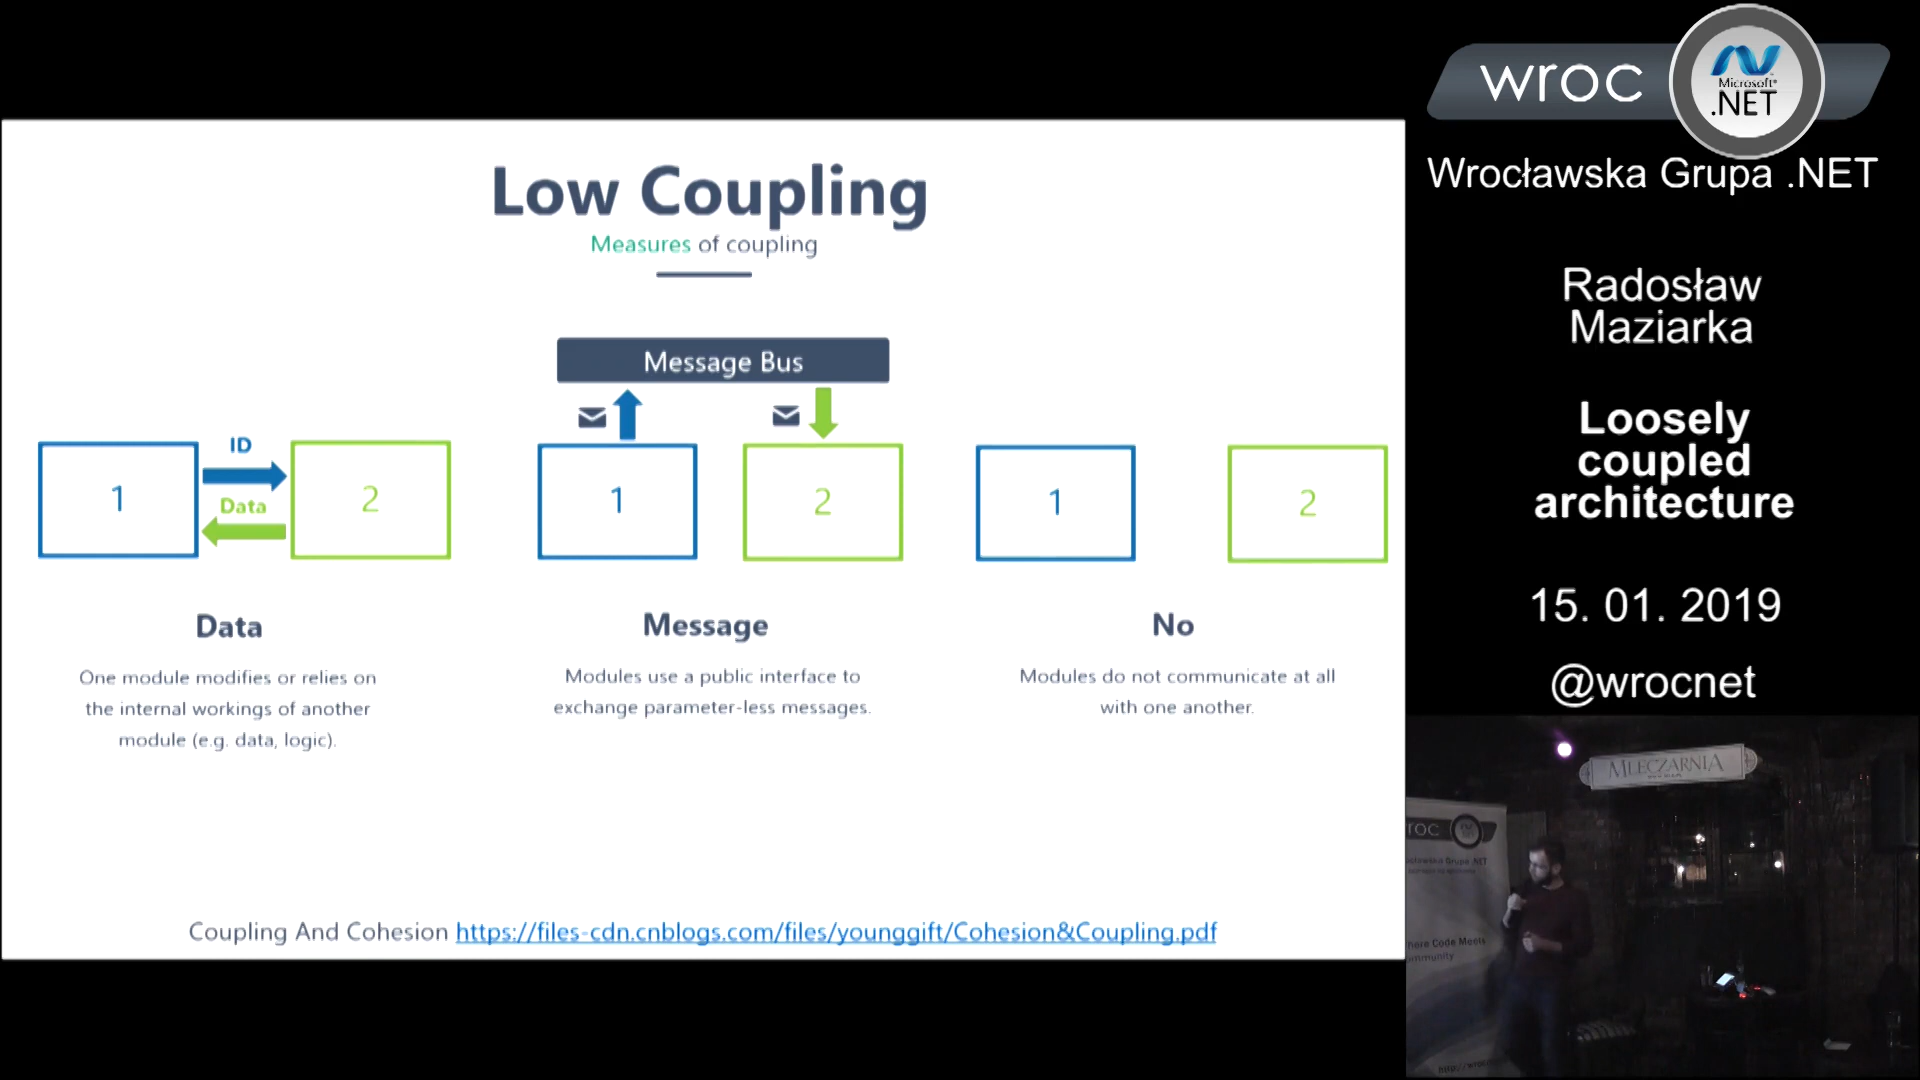 Low Coupling
Measures of coupling
Message Bus
ID
Data
1
2
1
2
1
2
Data
One module modifies or relies on
the internal workings of another
module (e.g. data, logic).
Message
Modules use a public interface to
exchange parameter-less messages.
No
Modules do not communicate at all
with one another.
Coupling And Cohesion https://files-cdn.cnblogs.com/files/younggift/Cohesion&Coupling.pdf
wroc
Microsoft®
.NET
Wrocławska Grupa .NET
Radosław
Maziarka
Loosely
coupled
architecture
15. 01. 2019
@wrocnet
MLECZARNIA
here Code Meets
ommunity